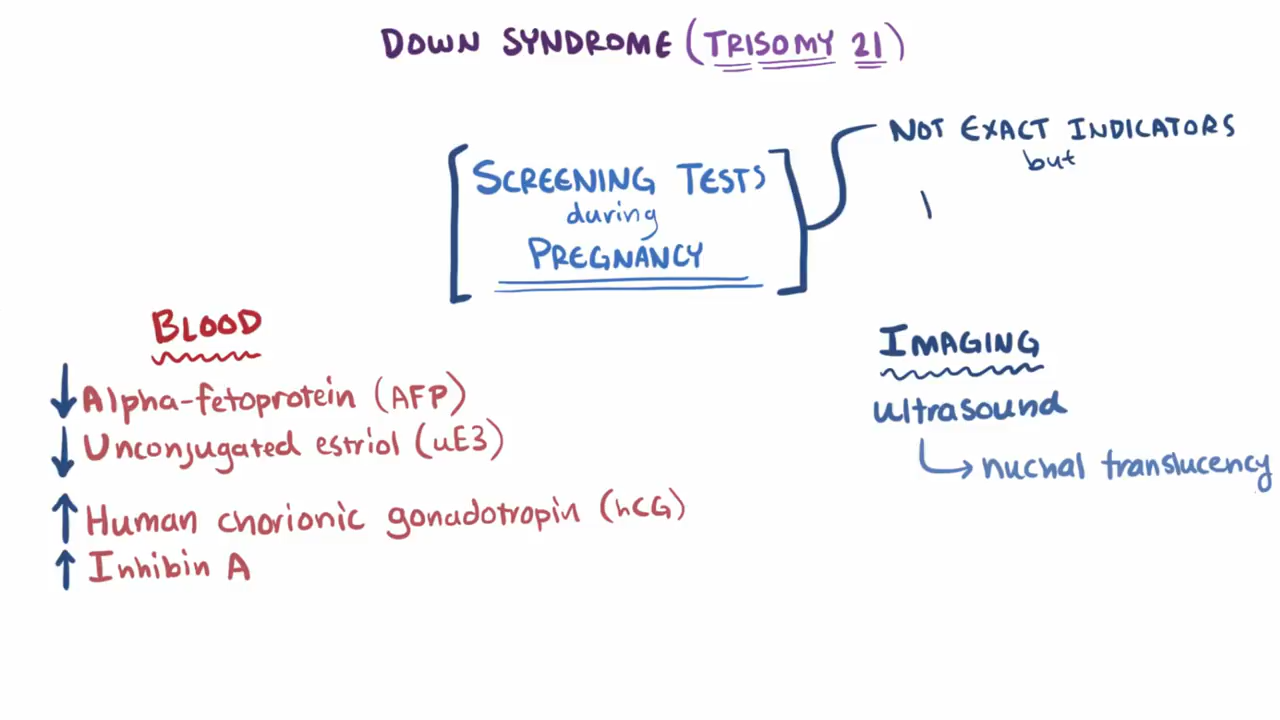 DOWN SYNDROME (TRISOMY 21)
NOT EXACT INDICATORS
but
SCREENING TESTS
during
PREGNANCY
BLOOD
↓ Alpha-fetoprotein (AFP)
↓ Unconjugated estriol (uE3)
↑ Human chorionic gonadotropin (hCG)
↑ Inhibin A
IMAGING
ultrasound
nuchal translucency